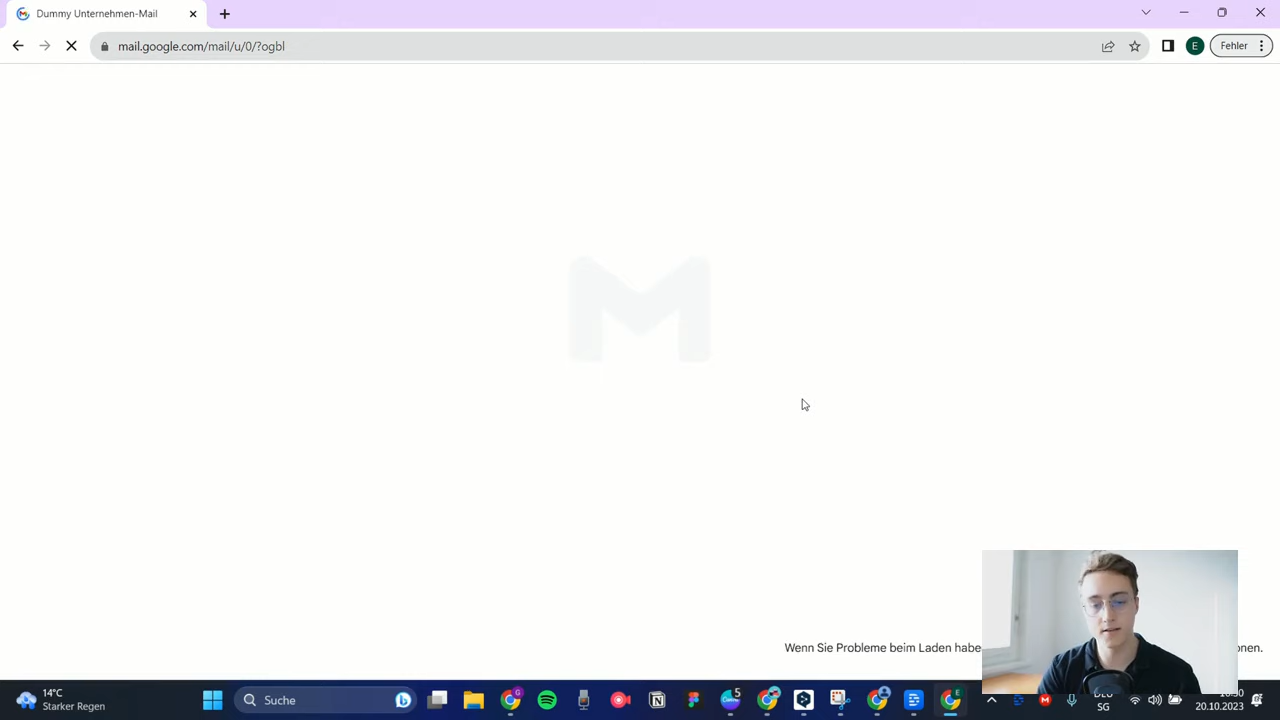 Dummy Unternehmen-Mail
mail.google.com/mail/u/0/?ogbl
E
Fehler
Wenn Sie Probleme beim Laden habe
onen.
14°C
Starker Regen
Suche
G
5
E
DEU
SG
20.10.2023